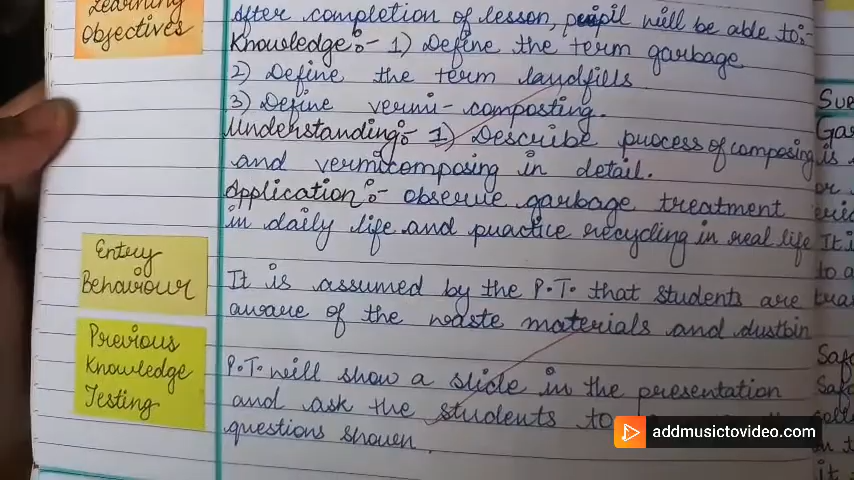 Learning
Objectives
After completion of lesson, pupil will be able to:-
Knowledge:- 1) Define the term garbage
2) Define the term landfills
3) Define vermi-composting.
Understanding:- 1) Describe process of composing
and vermicomposing in detail.
Application:- observe garbage treatment
in daily life and practice recycling in real life
Entry
Behaviour
It is assumed by the P.T. that students are
aware of the waste materials and dustbin
Previous
Knowledge
Testing
P.T. will show a slide in the presentation
and ask the students to
questions shown.
addmusictovideo.com